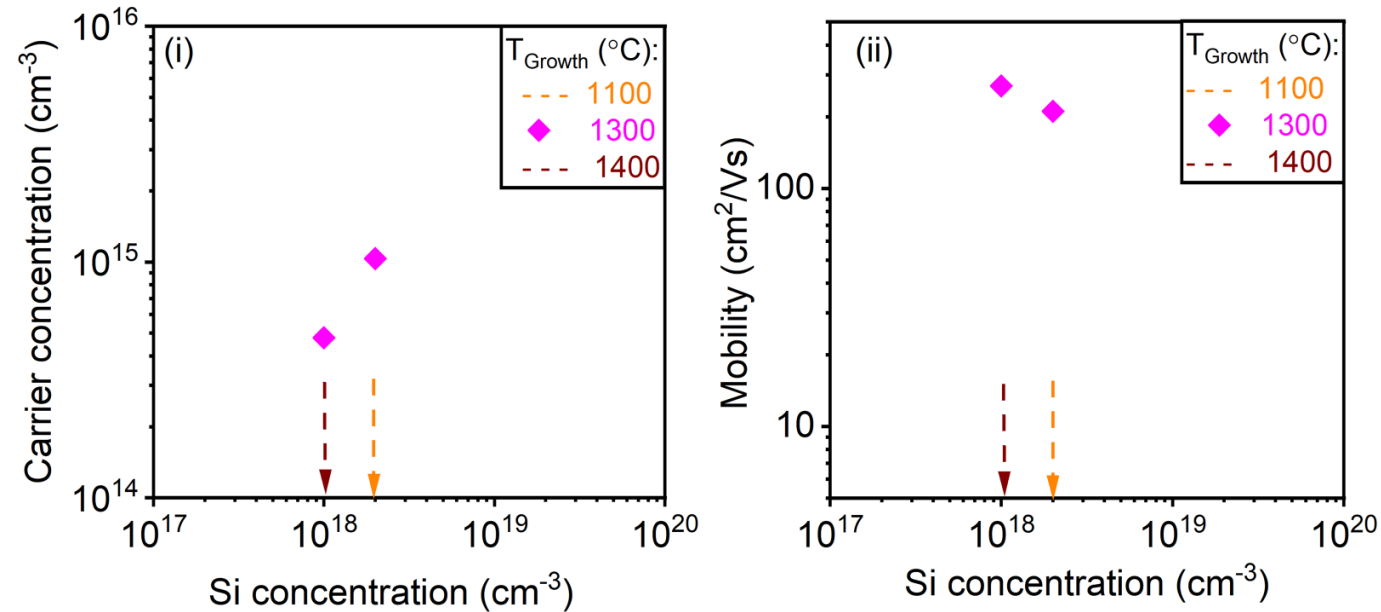 (i)
T_Growth (°C):
- - - 1100
1300
- - - 1400
10^16
10^15
10^14
Carrier concentration (cm^-3)
10^17 10^18 10^19 10^20
Si concentration (cm^-3)
(ii)
T_Growth (°C):
- - - 1100
1300
- - - 1400
100
10
Mobility (cm^2/Vs)
10^17 10^18 10^19 10^20
Si concentration (cm^-3)